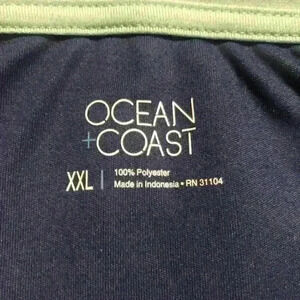 OCEAN
+COAST
XXL | 100% Polyester
Made in Indonesia • RN 31104